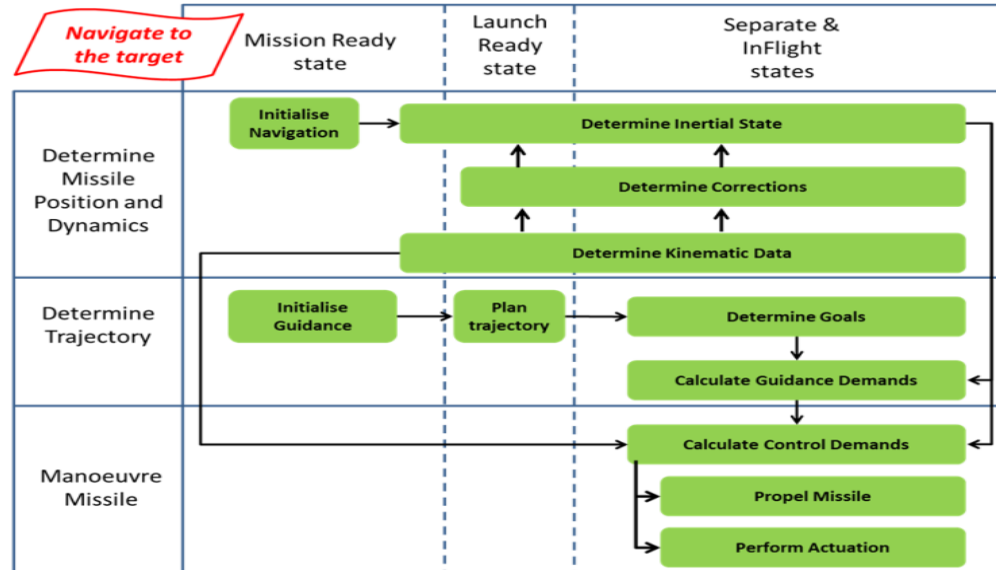 Navigate to
the target
Mission Ready
state
Launch
Ready
state
Separate &
InFlight
states
Determine
Missile
Position and
Dynamics
Initialise
Navigation
Determine Inertial State
Determine Corrections
Determine Kinematic Data
Determine
Trajectory
Initialise
Guidance
Plan
trajectory
Determine Goals
Calculate Guidance Demands
Manoeuvre
Missile
Calculate Control Demands
Propel Missile
Perform Actuation